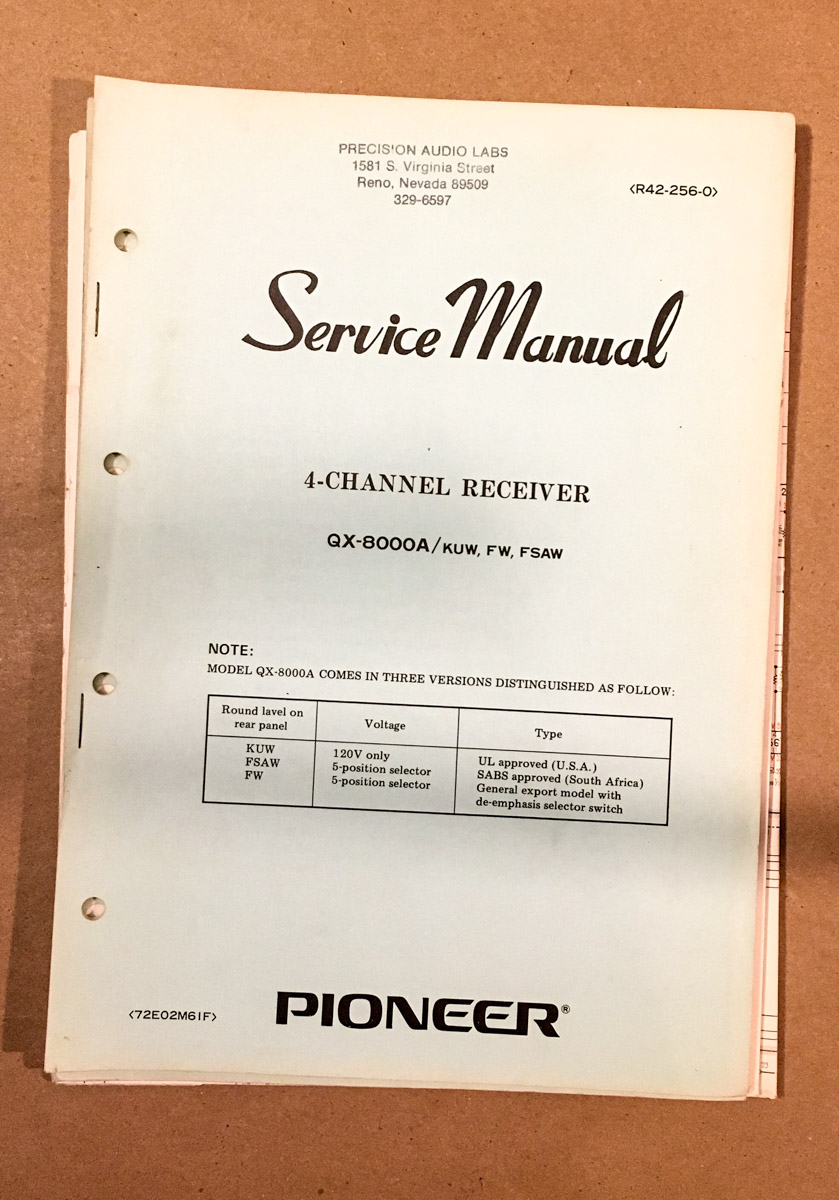 PRECISION AUDIO LABS
1581 S. Virginia Street
Reno, Nevada 89509
329-6597
<R42-256-0>
Service Manual
4-CHANNEL RECEIVER
QX-8000A/KUW, FW, FSAW
NOTE:
MODEL QX-8000A COMES IN THREE VERSIONS DISTINGUISHED AS FOLLOW:
Round lavel on rear panel Voltage Type
KUW 120V only UL approved (U.S.A.)
FSAW 5-position selector SABS approved (South Africa)
FW 5-position selector General export model with
de-emphasis selector switch
<72E02M61F>
PIONEER®